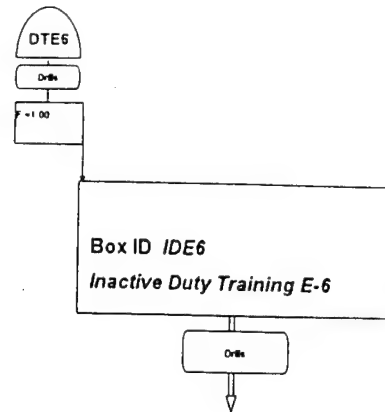 DTE6
Drills
F =1.00
Box ID IDE6
Inactive Duty Training E-6
Drills